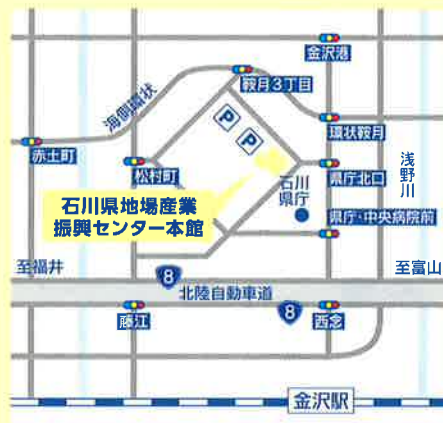 金沢港
鞍月3丁目
海側環状
環状鞍月
P
P
赤土町
松村町
県庁北口
浅野川
石川
県庁
石川県地場産業
振興センター本館
県庁・中央病院前
至福井
至富山
8
北陸自動車道
8
藤江
西念
金沢駅